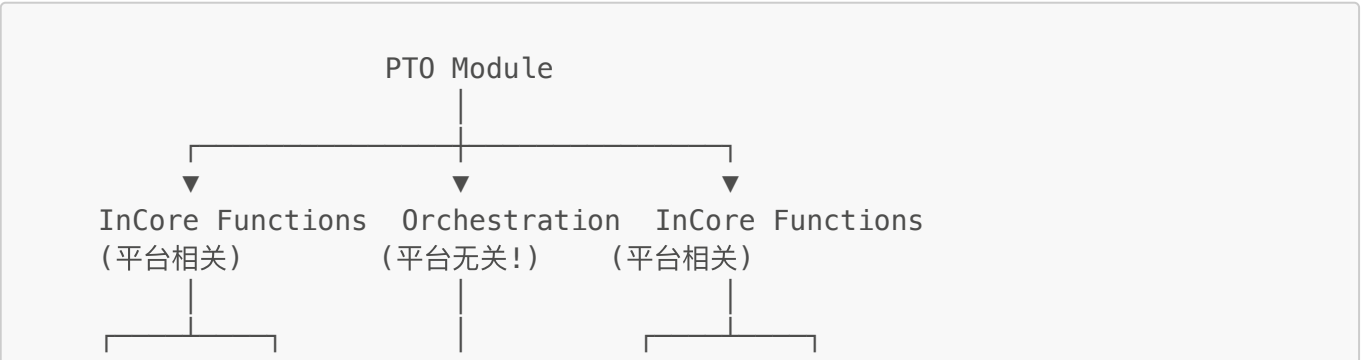 PTO Module
InCore Functions Orchestration InCore Functions
(平台相关) (平台无关!) (平台相关)